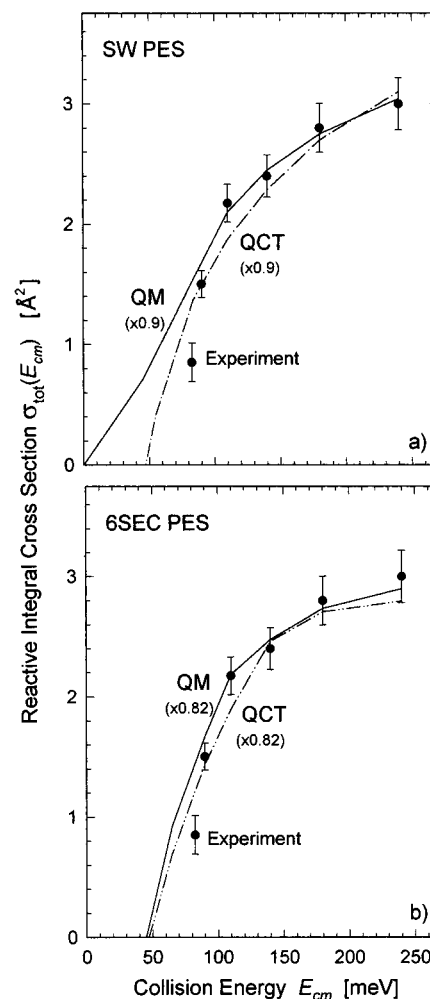 SW PES
3
2
1
0
QM
(x0.9)
QCT
(x0.9)
Experiment
a)
Reactive Integral Cross Section σtot(Ecm) [Å²]
6SEC PES
3
2
1
0
QM
(x0.82)
QCT
(x0.82)
Experiment
b)
0 50 100 150 200 250
Collision Energy Ecm [meV]